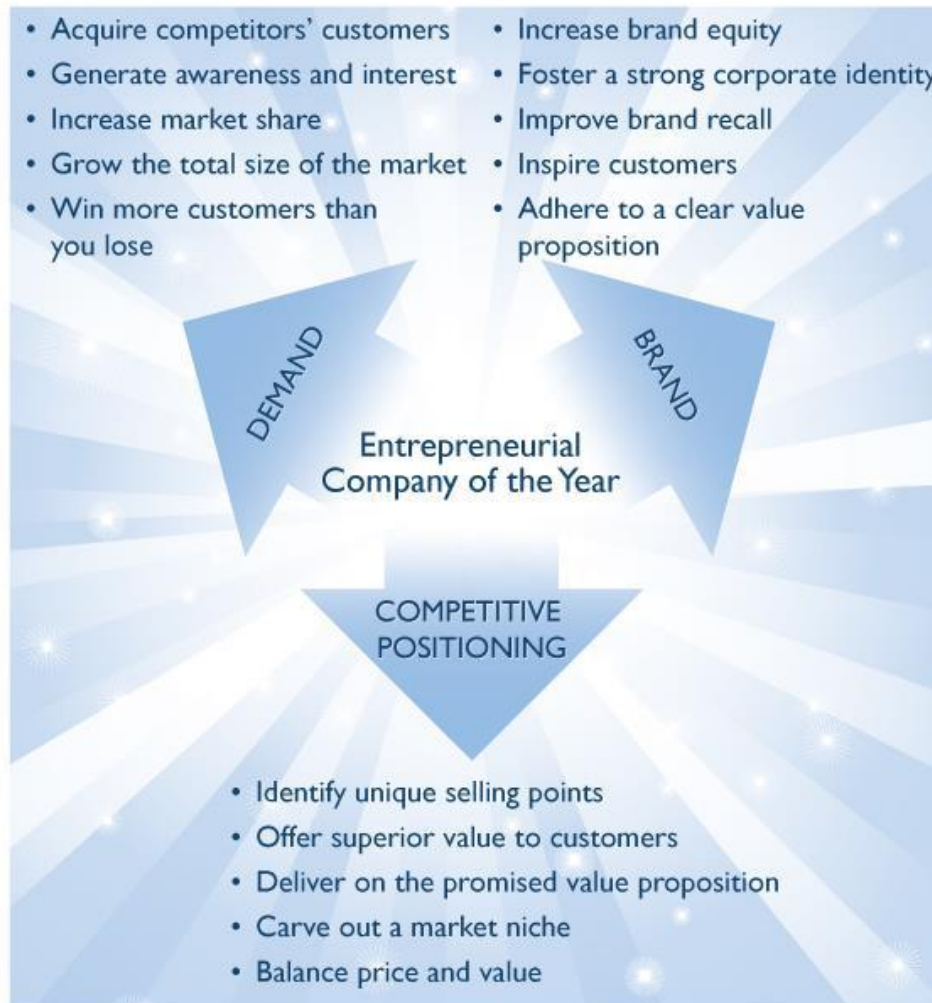 • Acquire competitors' customers
• Generate awareness and interest
• Increase market share
• Grow the total size of the market
• Win more customers than
you lose
• Increase brand equity
• Foster a strong corporate identity
• Improve brand recall
• Inspire customers
• Adhere to a clear value
proposition
DEMAND
BRAND
Entrepreneurial
Company of the Year
COMPETITIVE
POSITIONING
• Identify unique selling points
• Offer superior value to customers
• Deliver on the promised value proposition
• Carve out a market niche
• Balance price and value